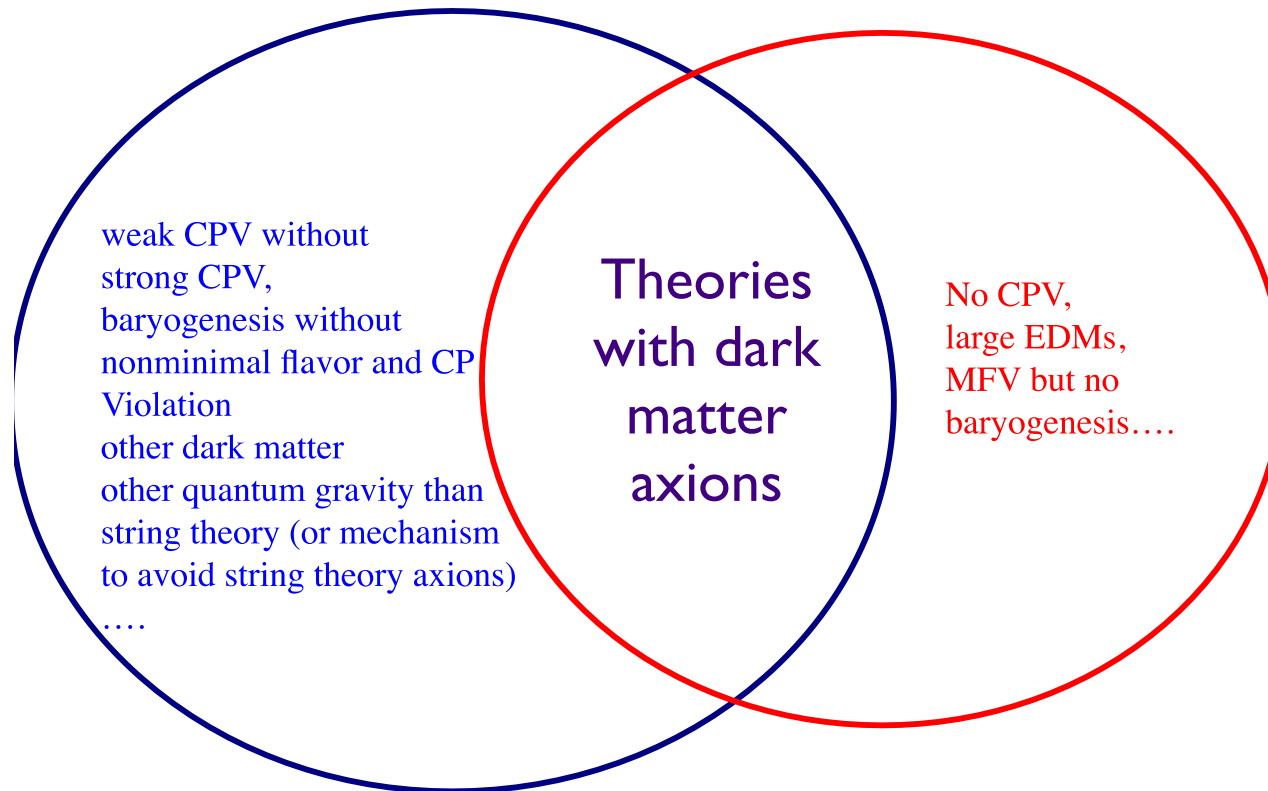 weak CPV without
strong CPV,
baryogenesis without
nonminimal flavor and CP
Violation
other dark matter
other quantum gravity than
string theory (or mechanism
to avoid string theory axions)
….
Theories
with dark
matter
axions
No CPV,
large EDMs,
MFV but no
baryogenesis….